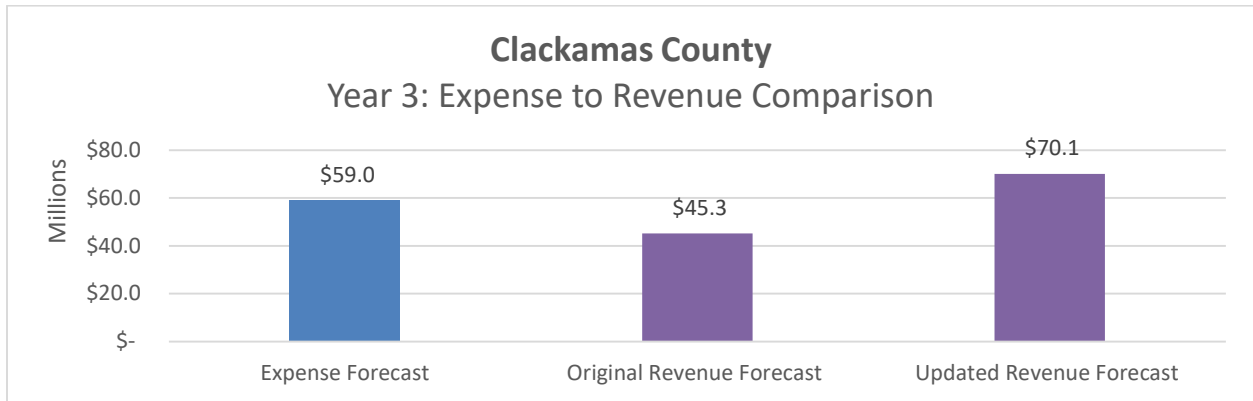 Clackamas County
Year 3: Expense to Revenue Comparison
Millions
$80.0
$60.0
$40.0
$20.0
$-
$59.0
$45.3
$70.1
Expense Forecast
Original Revenue Forecast
Updated Revenue Forecast